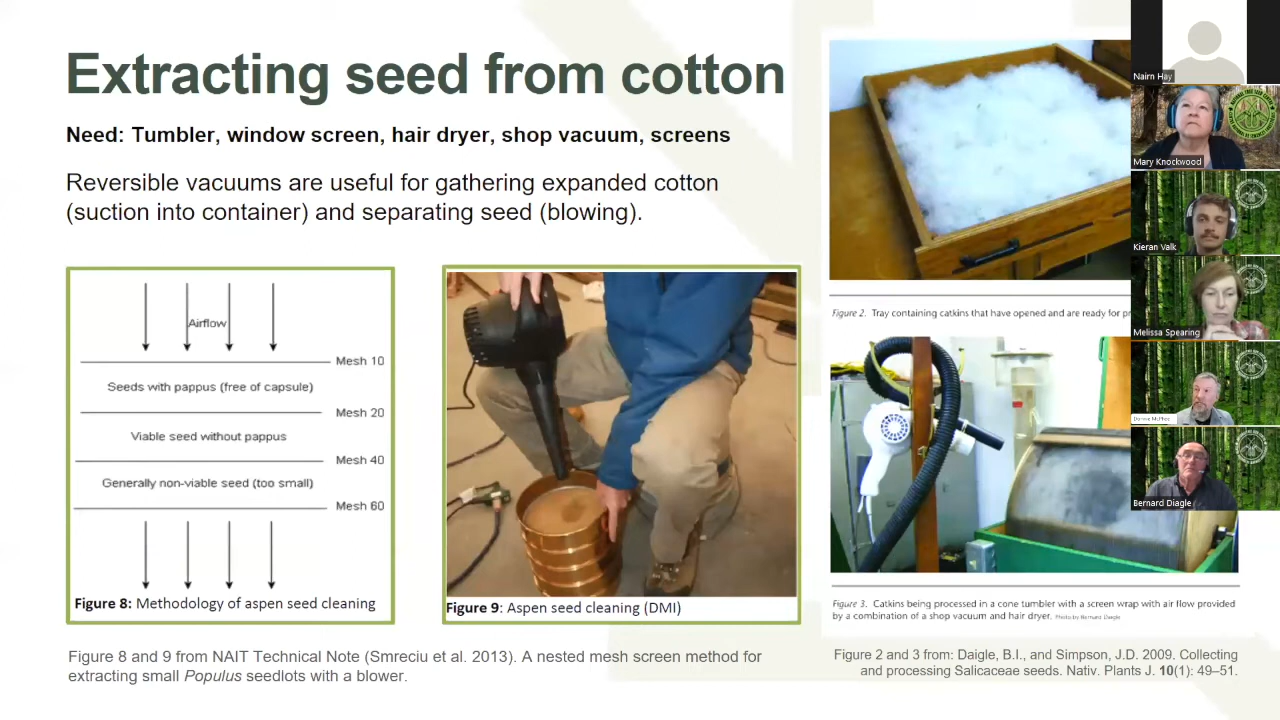 Extracting seed from cotton
Need: Tumbler, window screen, hair dryer, shop vacuum, screens
Reversible vacuums are useful for gathering expanded cotton
(suction into container) and separating seed (blowing).
Airflow
Mesh 10
Seeds with pappus (free of capsule)
Mesh 20
Viable seed without pappus
Mesh 40
Generally non-viable seed (too small)
Mesh 60
Figure 8: Methodology of aspen seed cleaning
Figure 9: Aspen seed cleaning (DMI)
Figure 8 and 9 from NAIT Technical Note (Smreciu et al. 2013). A nested mesh screen method for
extracting small Populus seedlots with a blower.
Figure 2. Tray containing catkins that have opened and are ready for pr
Figure 3. Catkins being processed in a cone tumbler with a screen wrap with air flow provided
by a combination of a shop vacuum and hair dryer. Photo by Bernard Daigle
Figure 2 and 3 from: Daigle, B.I., and Simpson, J.D. 2009. Collecting
and processing Salicaceae seeds. Nativ. Plants J. 10(1): 49–51.
Nairn Hay
Mary Knockwood
Kieran Valk
Melissa Spearing
Donnie McPhee
Bernard Diagle